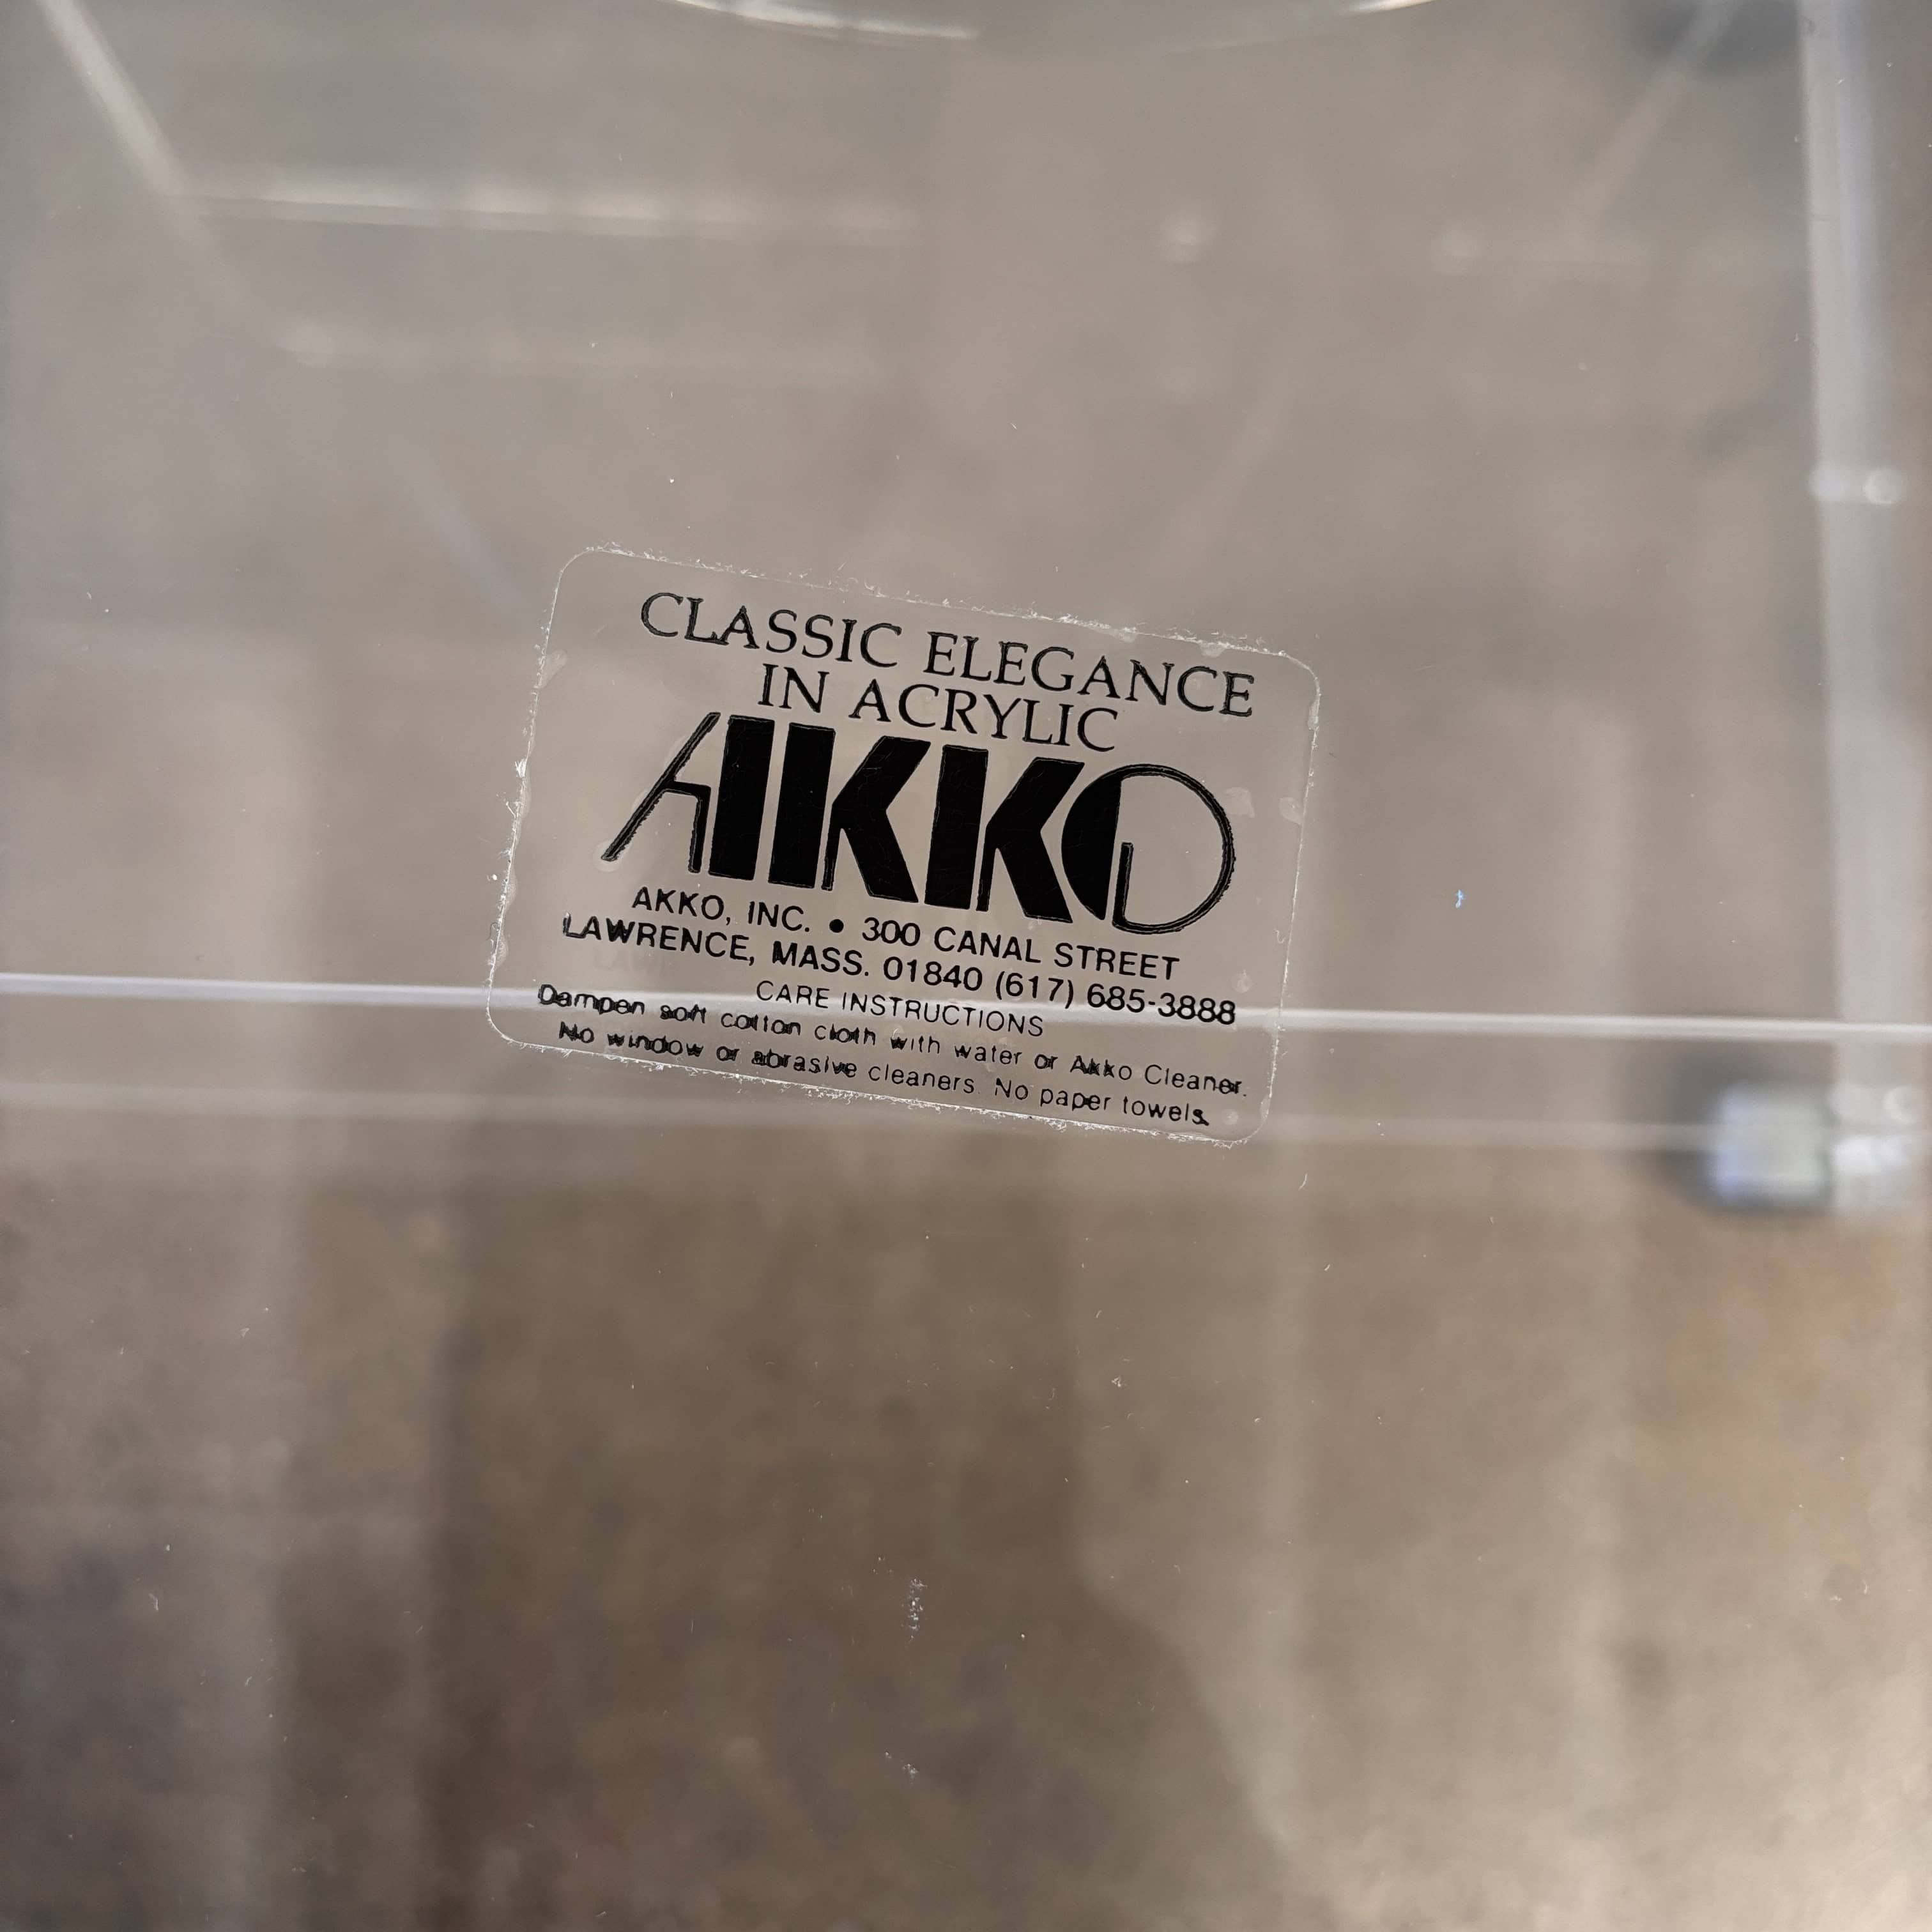 CLASSIC ELEGANCE
IN ACRYLIC
AKKO
AKKO, INC. • 300 CANAL STREET
LAWRENCE, MASS. 01840 (617) 685-3888
CARE INSTRUCTIONS
Dampen soft cotton cloth with water or Akko Cleaner.
No window or abrasive cleaners. No paper towels.